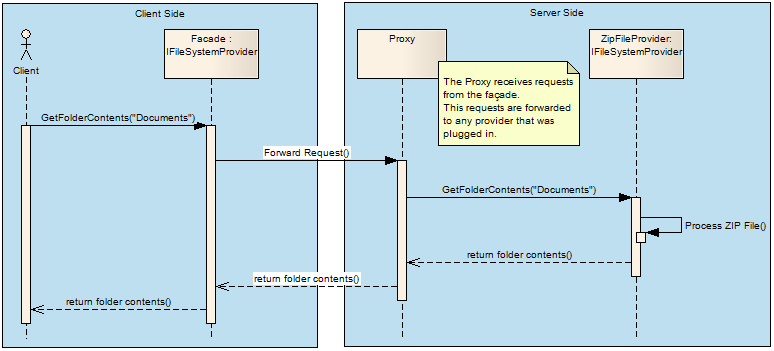 Client Side
Server Side
Client
Facade :
IFileSystemProvider
Proxy
ZipFileProvider:
IFileSystemProvider
The Proxy receives requests
from the façade.
This requests are forwarded
to any provider that was
plugged in.
GetFolderContents("Documents")
Forward Request()
GetFolderContents("Documents")
Process ZIP File()
return folder contents()
return folder contents()
return folder contents()